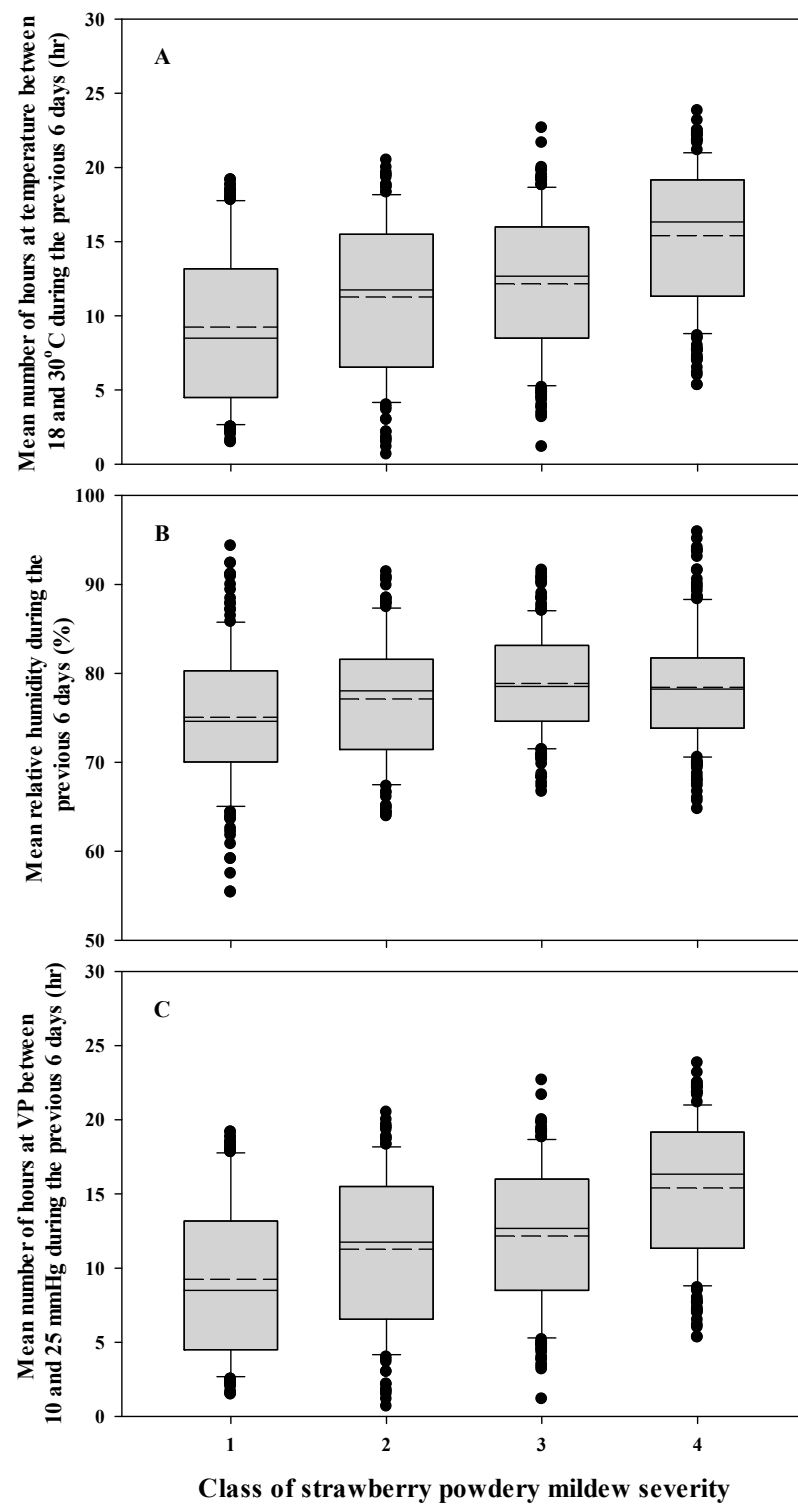 A
Mean number of hours at temperature between
18 and 30°C during the previous 6 days (hr)
30
25
20
15
10
5
0
B
Mean relative humidity during the
previous 6 days (%)
100
90
80
70
60
50
C
Mean number of hours at VP between
10 and 25 mmHg during the previous 6 days (hr)
30
25
20
15
10
5
0
1 2 3 4
Class of strawberry powdery mildew severity